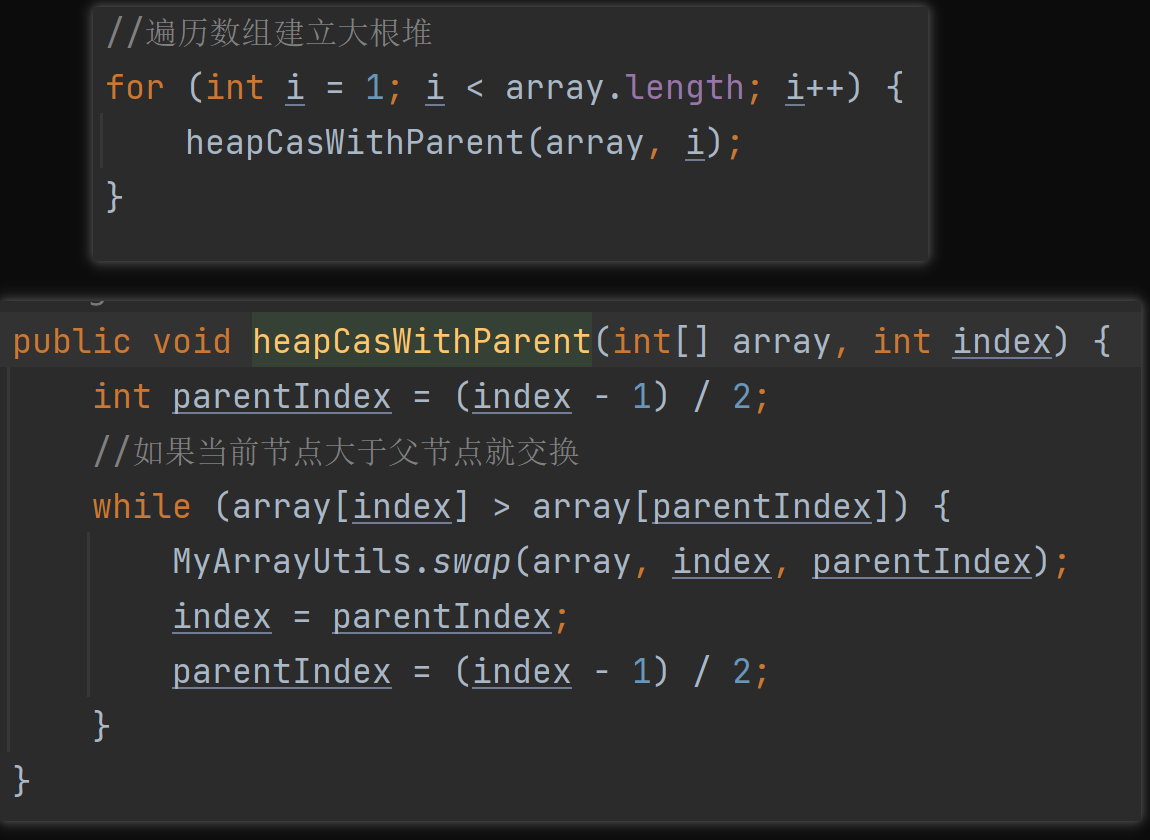 //遍历数组建立大根堆
for (int i = 1; i < array.length; i++) {
    heapCasWithParent(array, i);
}
public void heapCasWithParent(int[] array, int index) {
    int parentIndex = (index - 1) / 2;
    //如果当前节点大于父节点就交换
    while (array[index] > array[parentIndex]) {
        MyArrayUtils.swap(array, index, parentIndex);
        index = parentIndex;
        parentIndex = (index - 1) / 2;
    }
}